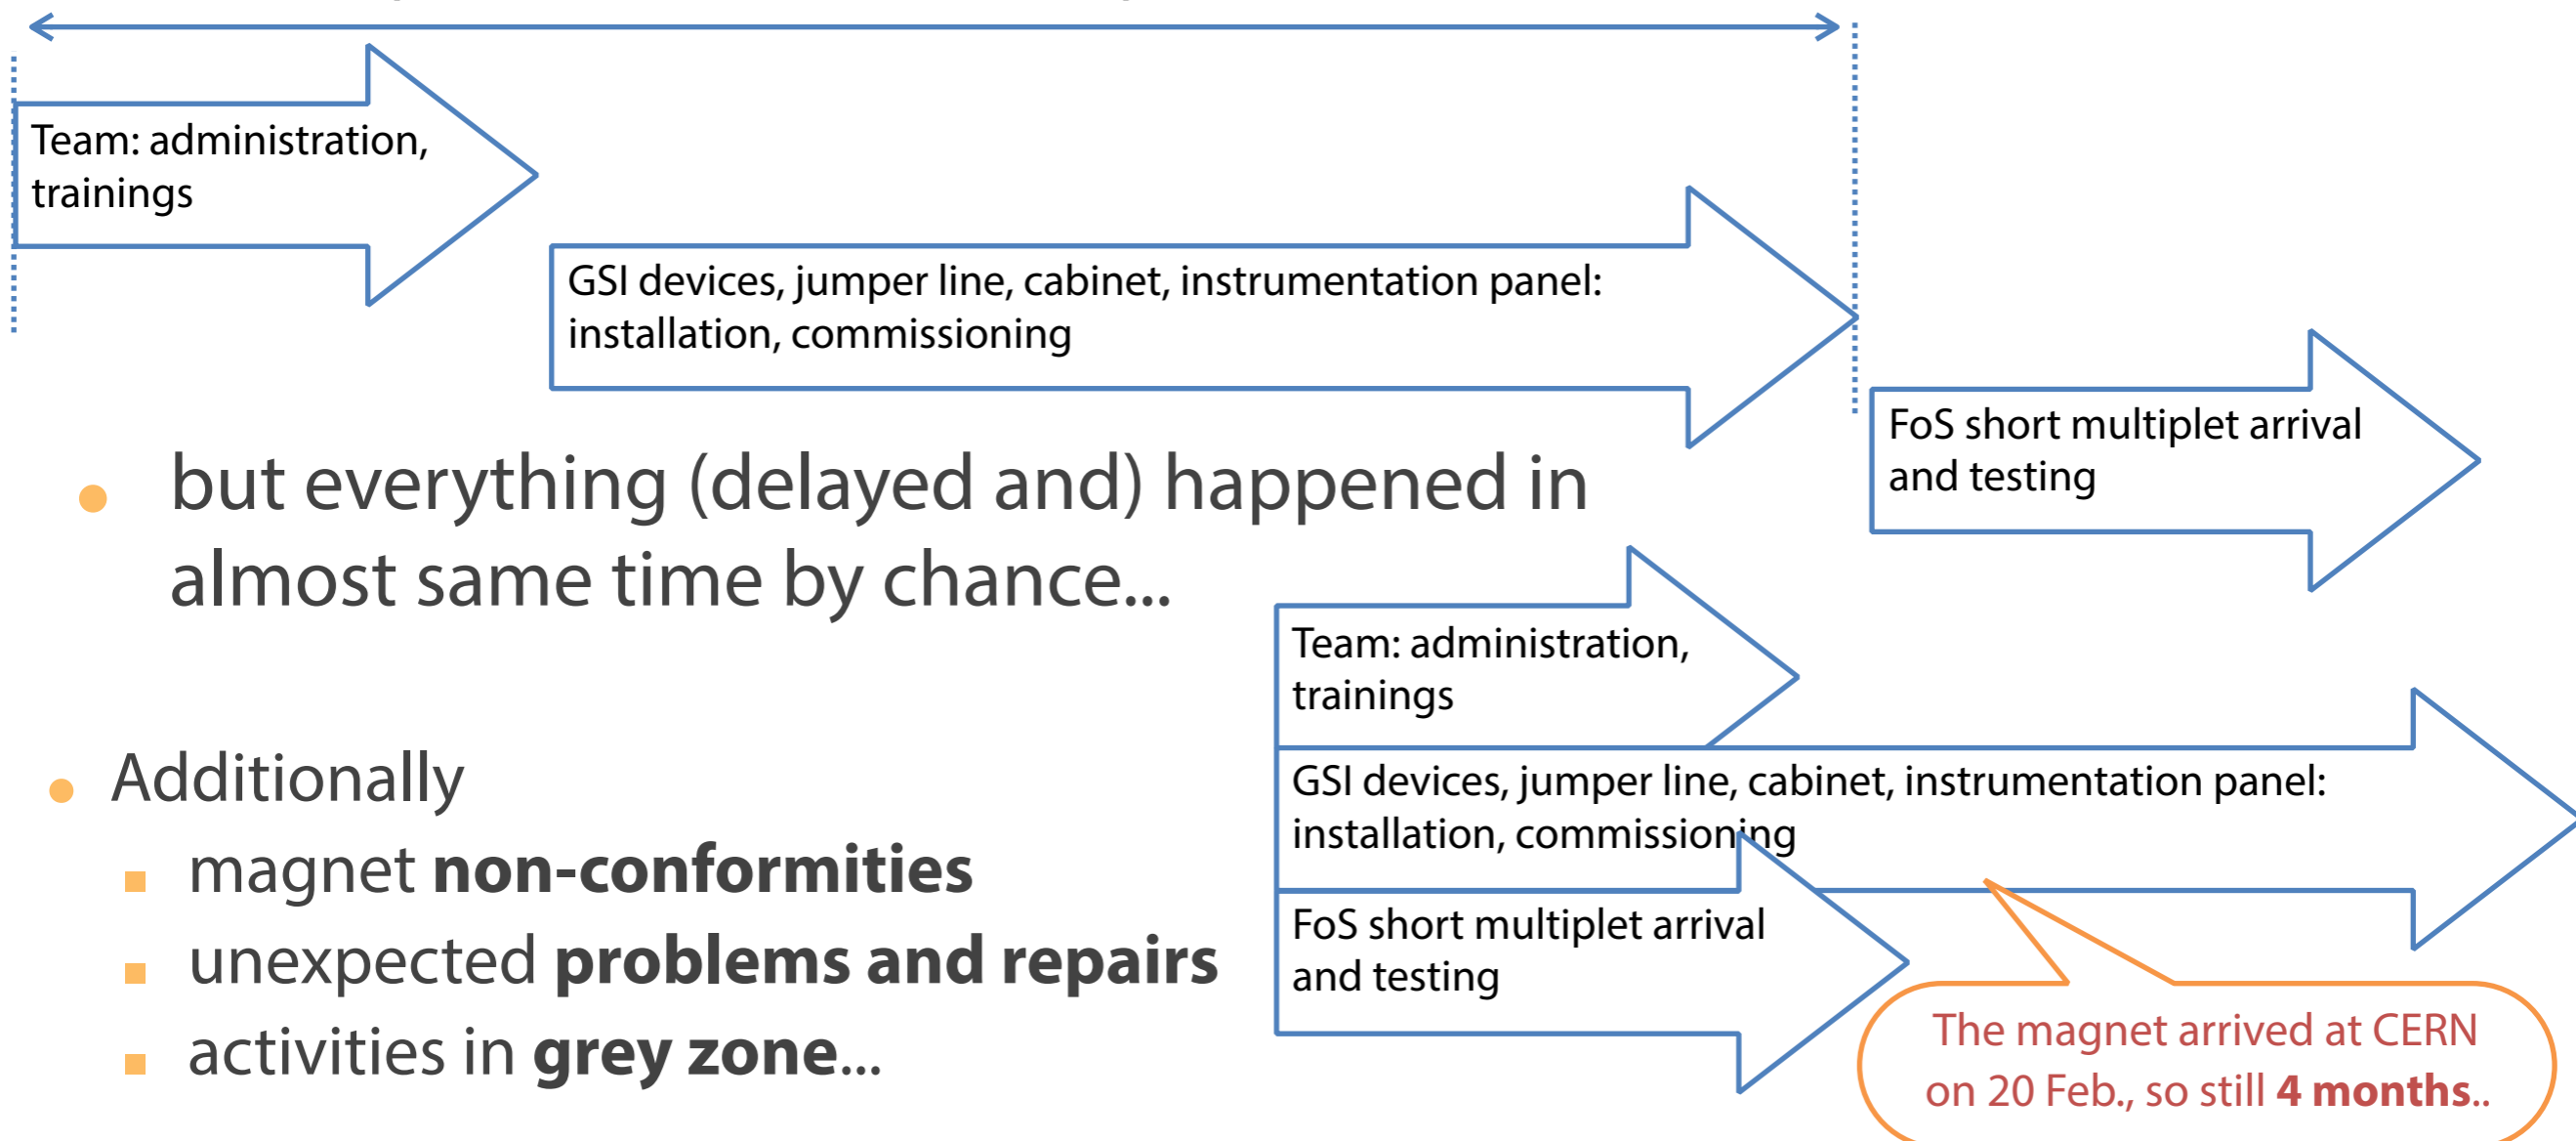 Team: administration,
trainings
GSI devices, jumper line, cabinet, instrumentation panel:
installation, commissioning
FoS short multiplet arrival
and testing
• but everything (delayed and) happened in
almost same time by chance...
Team: administration,
trainings
GSI devices, jumper line, cabinet, instrumentation panel:
installation, commissioning
FoS short multiplet arrival
and testing
• Additionally
▪ magnet non-conformities
▪ unexpected problems and repairs
▪ activities in grey zone...
The magnet arrived at CERN
on 20 Feb., so still 4 months..